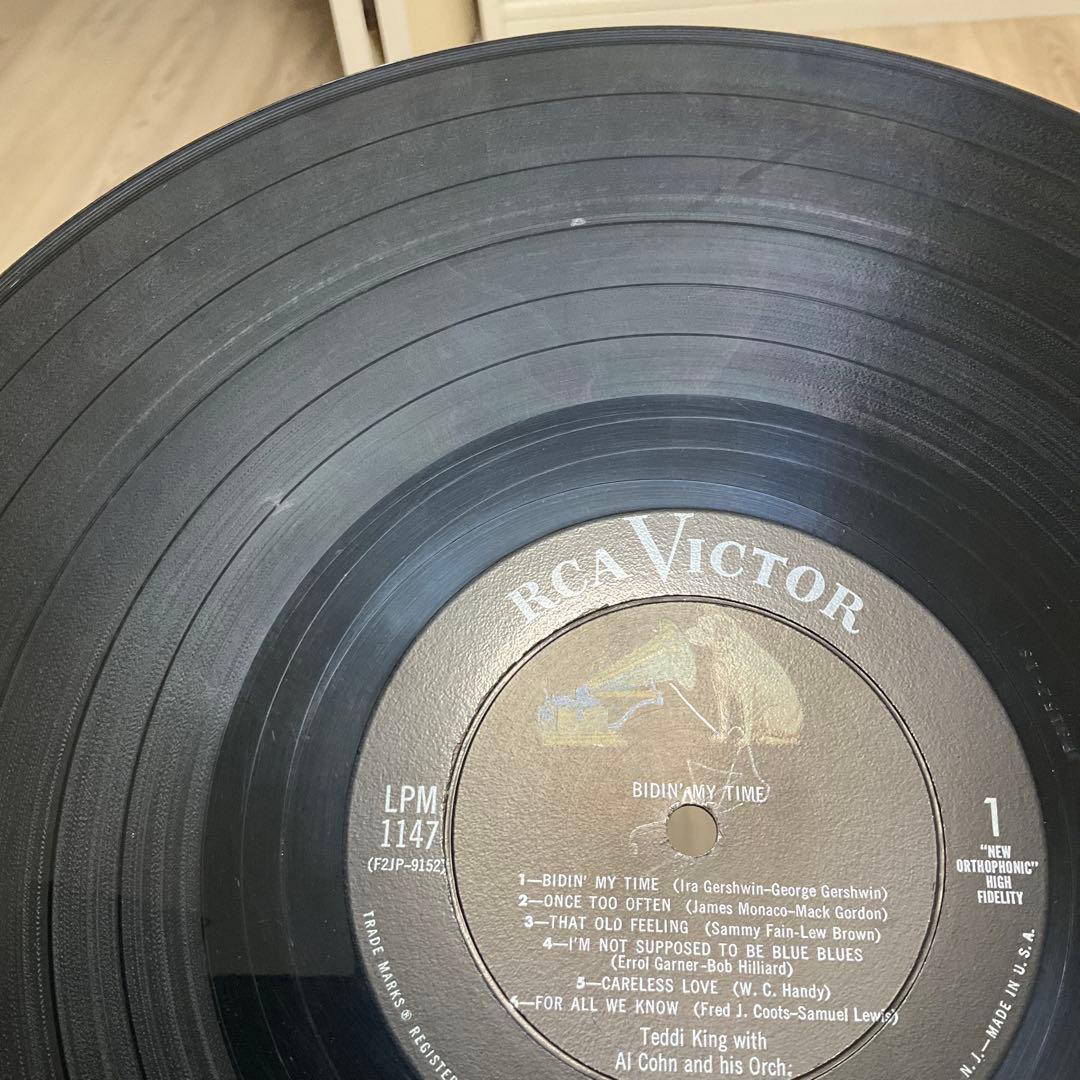 RCA VICTOR
BIDIN' MY TIME
LPM
1147
(F2JP-9152)
1
"NEW
ORTHOPHONIC"
HIGH
FIDELITY
1—BIDIN' MY TIME (Ira Gershwin–George Gershwin)
2—ONCE TOO OFTEN (James Monaco–Mack Gordon)
3—THAT OLD FEELING (Sammy Fain–Lew Brown)
4—I'M NOT SUPPOSED TO BE BLUE BLUES
(Errol Garner-Bob Hilliard)
5—CARELESS LOVE (W. C. Handy)
6—FOR ALL WE KNOW (Fred J. Coots–Samuel Lewis)
Teddi King with
Al Cohn and his Orch.
TRADE MARKS ® REGISTER
N. J.—MADE IN U. S. A.